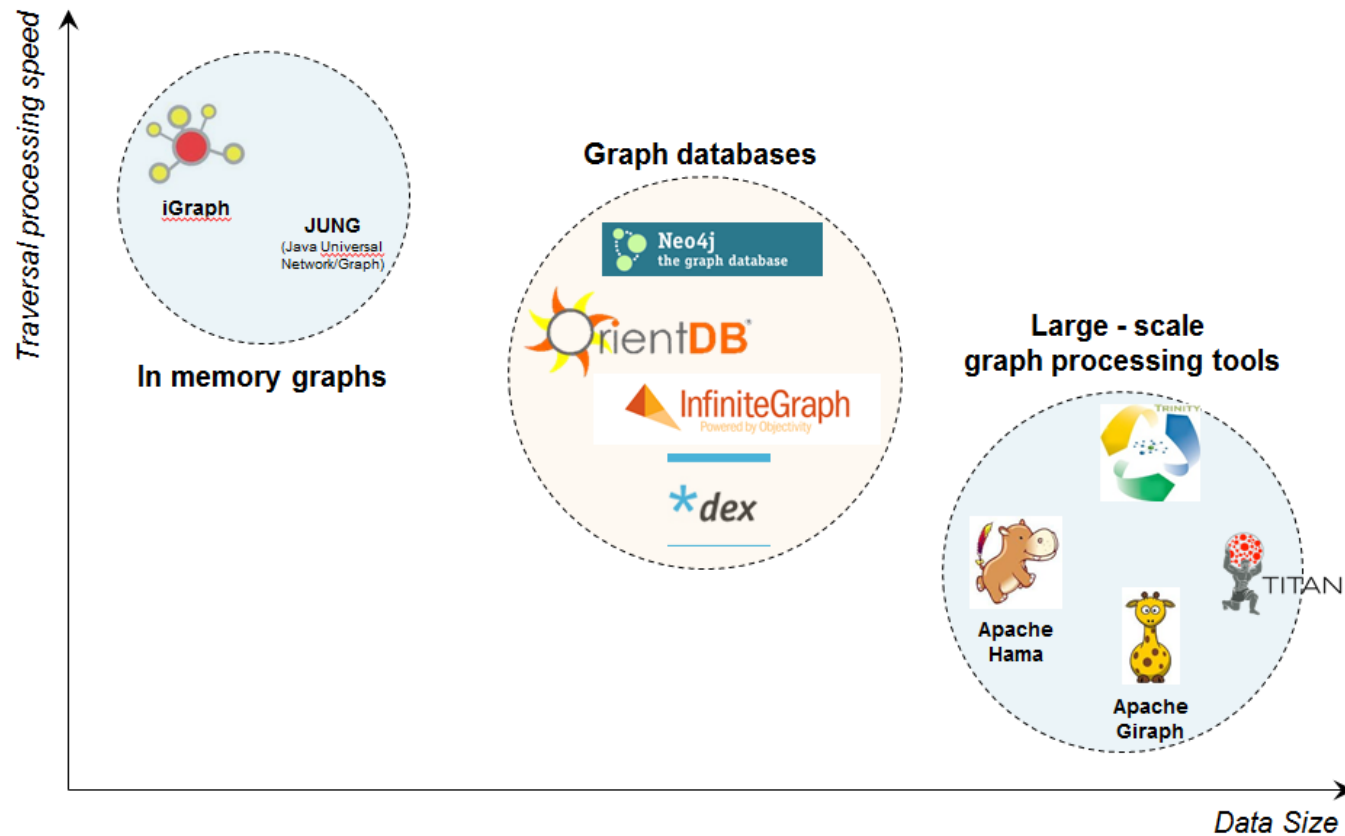 Traversal processing speed
iGraph
JUNG
(Java Universal
Network/Graph)
In memory graphs
Graph databases
Neo4j
the graph database
OrientDB®
InfiniteGraph
Powered by Objectivity
*dex
Large - scale
graph processing tools
TRINITY
Apache
Hama
TITAN
Apache
Giraph
Data Size